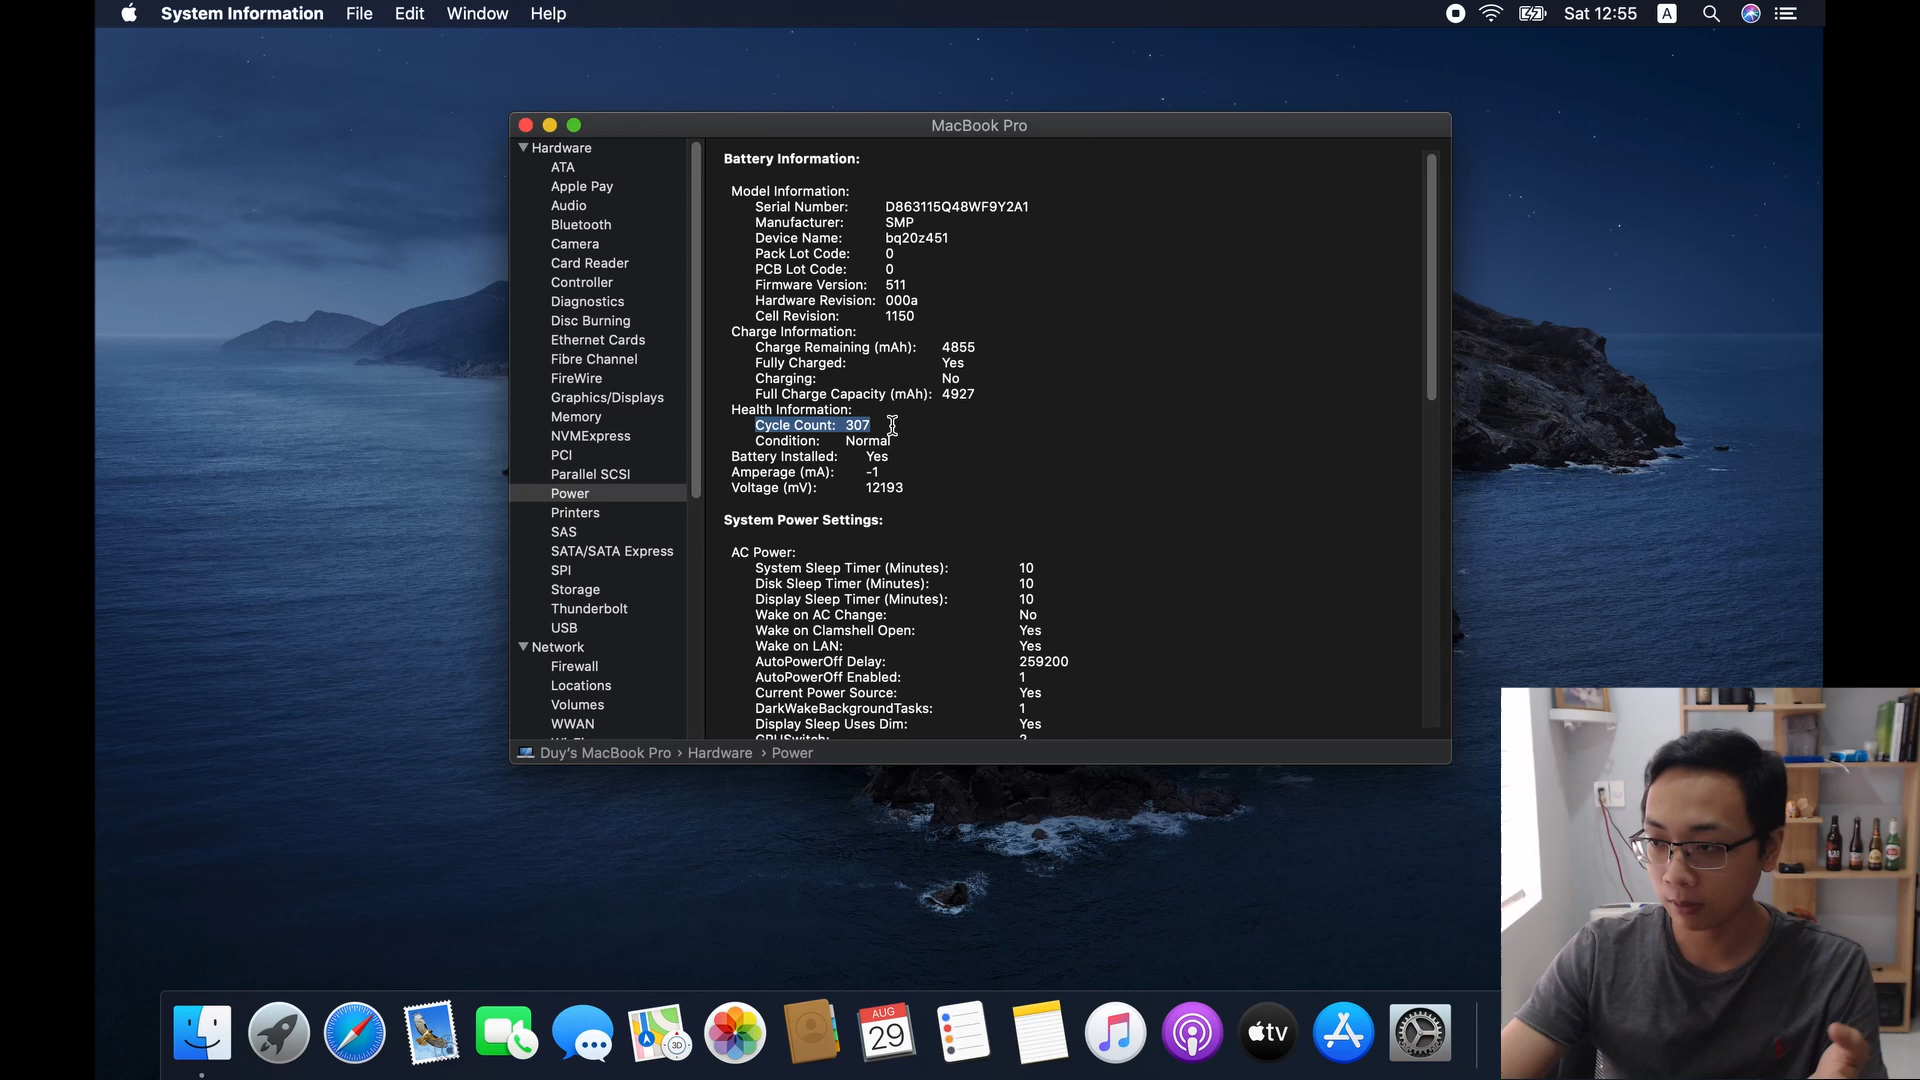 System Information File Edit Window Help
Sat 12:55 A
MacBook Pro
Hardware
ATA
Apple Pay
Audio
Bluetooth
Camera
Card Reader
Controller
Diagnostics
Disc Burning
Ethernet Cards
Fibre Channel
FireWire
Graphics/Displays
Memory
NVMExpress
PCI
Parallel SCSI
Power
Printers
SAS
SATA/SATA Express
SPI
Storage
Thunderbolt
USB
Network
Firewall
Locations
Volumes
WWAN
Battery Information:
Model Information:
Serial Number: D863115Q48WF9Y2A1
Manufacturer: SMP
Device Name: bq20z451
Pack Lot Code: 0
PCB Lot Code: 0
Firmware Version: 511
Hardware Revision: 000a
Cell Revision: 1150
Charge Information:
Charge Remaining (mAh): 4855
Fully Charged: Yes
Charging: No
Full Charge Capacity (mAh): 4927
Health Information:
Cycle Count: 307
Condition: Normal
Battery Installed: Yes
Amperage (mA): -1
Voltage (mV): 12193
System Power Settings:
AC Power:
System Sleep Timer (Minutes): 10
Disk Sleep Timer (Minutes): 10
Display Sleep Timer (Minutes): 10
Wake on AC Change: No
Wake on Clamshell Open: Yes
Wake on LAN: Yes
AutoPowerOff Delay: 259200
AutoPowerOff Enabled: 1
Current Power Source: Yes
DarkWakeBackgroundTasks: 1
Display Sleep Uses Dim: Yes
GPUSwitch: 2
Duy's MacBook Pro › Hardware › Power
3D
AUG
29
tv